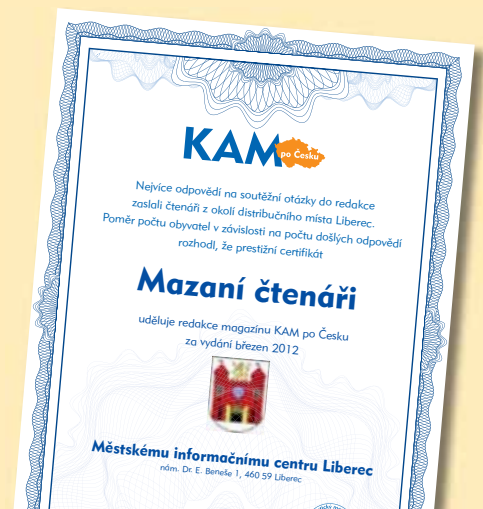 KAM
po Česku
Nejvíce odpovědí na soutěžní otázky do redakce
zaslali čtenáři z okolí distribučního místa Liberec.
Poměr počtu obyvatel v závislosti na počtu došlých odpovědí
rozhodl, že prestižní certifikát
Mazaní čtenáři
uděluje redakce magazínu KAM po Česku
za vydání březen 2012
Městskému informačnímu centru Liberec
nám. Dr. E. Beneše 1, 460 59 Liberec